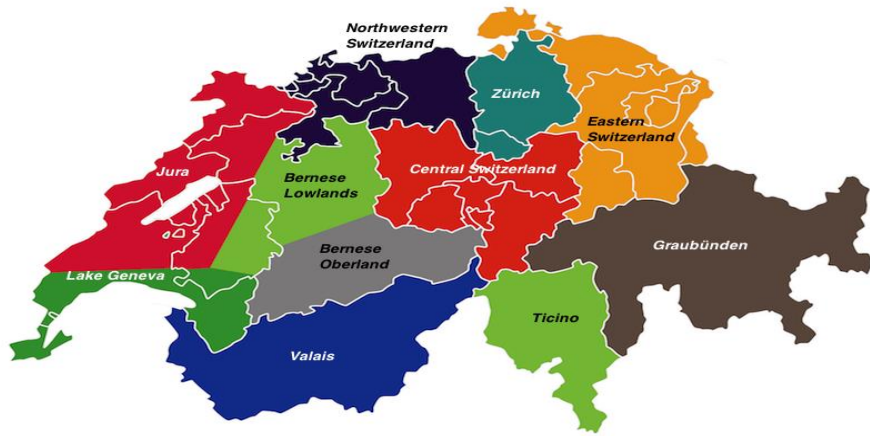 Northwestern
Switzerland
Zürich
Eastern
Switzerland
Jura
Bernese
Lowlands
Central Switzerland
Bernese
Oberland
Graubünden
Lake Geneva
Ticino
Valais